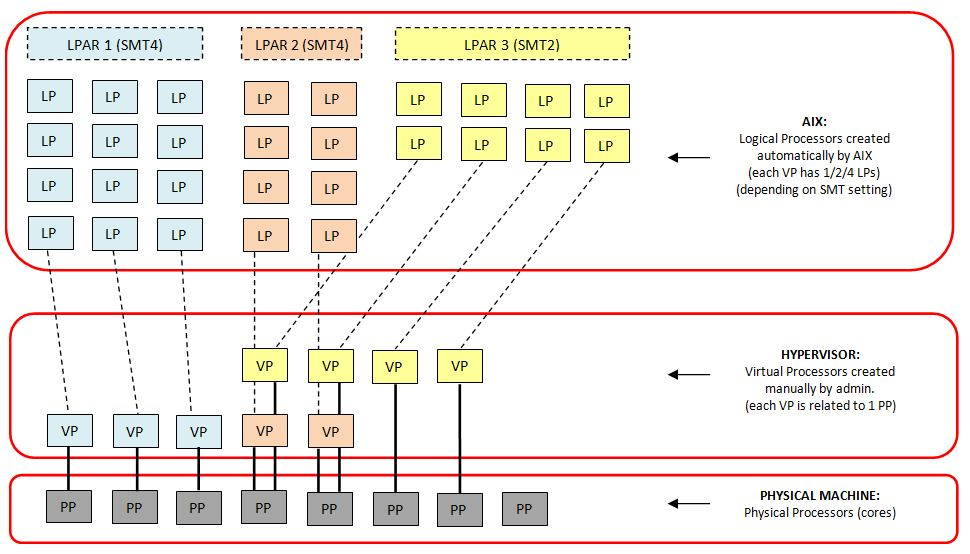 LPAR 1 (SMT4) LPAR 2 (SMT4) LPAR 3 (SMT2)
LP LP LP LP LP LP LP LP LP
LP LP LP LP LP LP LP LP LP
LP LP LP LP LP
LP LP LP LP LP
AIX:
Logical Processors created
automatically by AIX
(each VP has 1/2/4 LPs)
(depending on SMT setting)
VP VP VP VP
VP VP VP VP VP
HYPERVISOR:
Virtual Processors created
manually by admin.
(each VP is related to 1 PP)
PP PP PP PP PP PP PP PP
PHYSICAL MACHINE:
Physical Processors (cores)